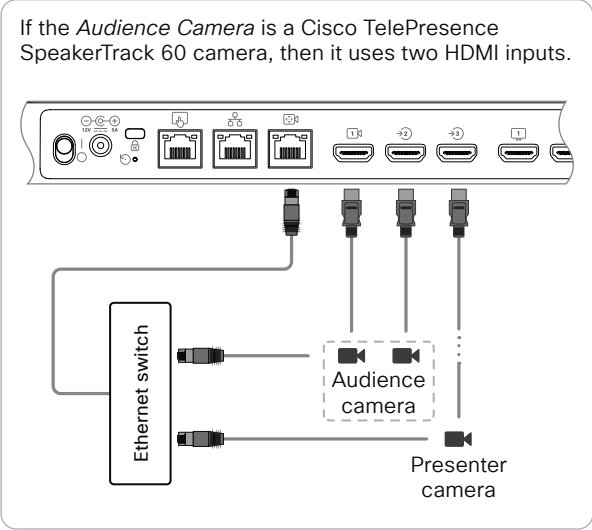 If the Audience Camera is a Cisco TelePresence
SpeakerTrack 60 camera, then it uses two HDMI inputs.
12V 5A
1
2
3
1
Ethernet switch
Audience
camera
Presenter
camera